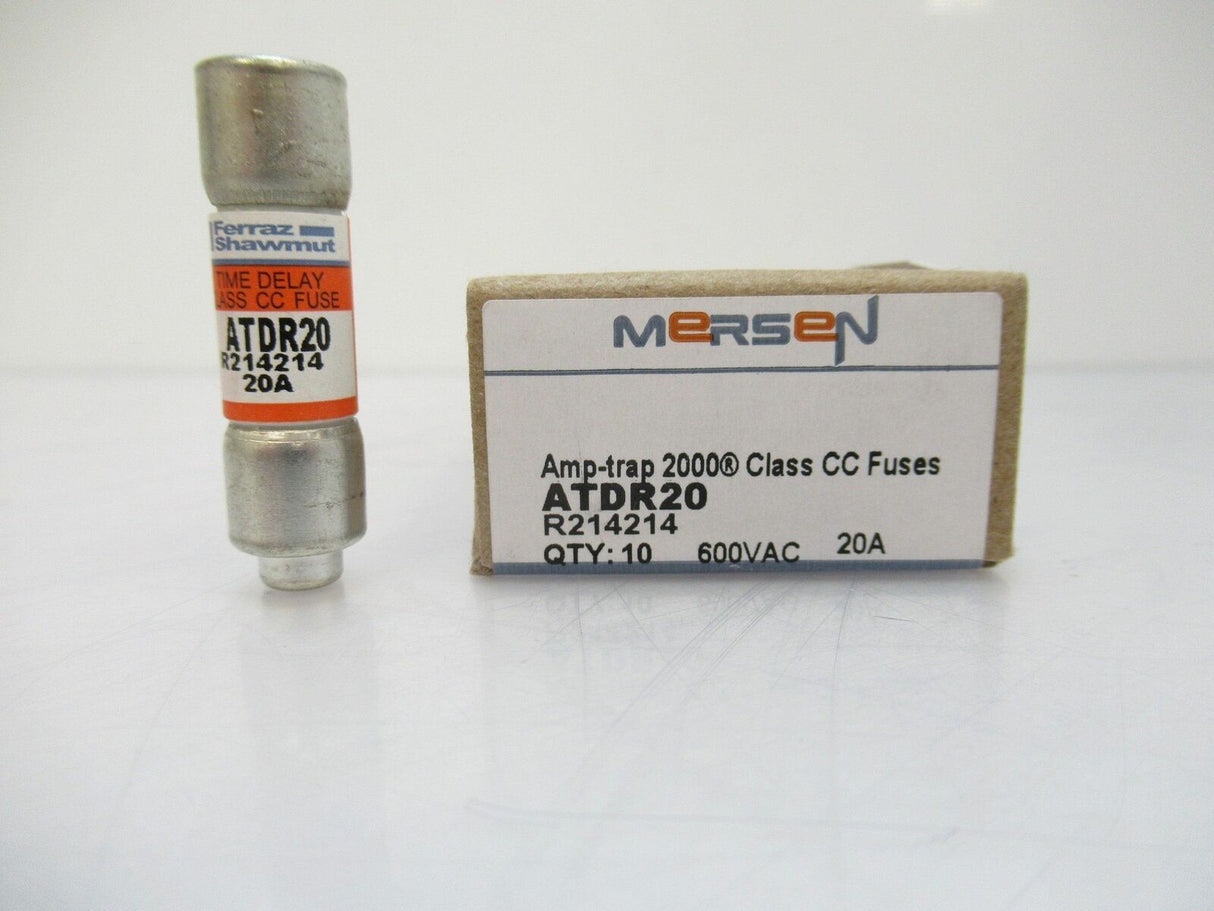 Ferraz
Shawmut
TIME DELAY
LASS CC FUSE
ATDR20
R214214
20A
MERSEN
Amp-trap 2000® Class CC Fuses
ATDR20
R214214
QTY: 10 600VAC 20A